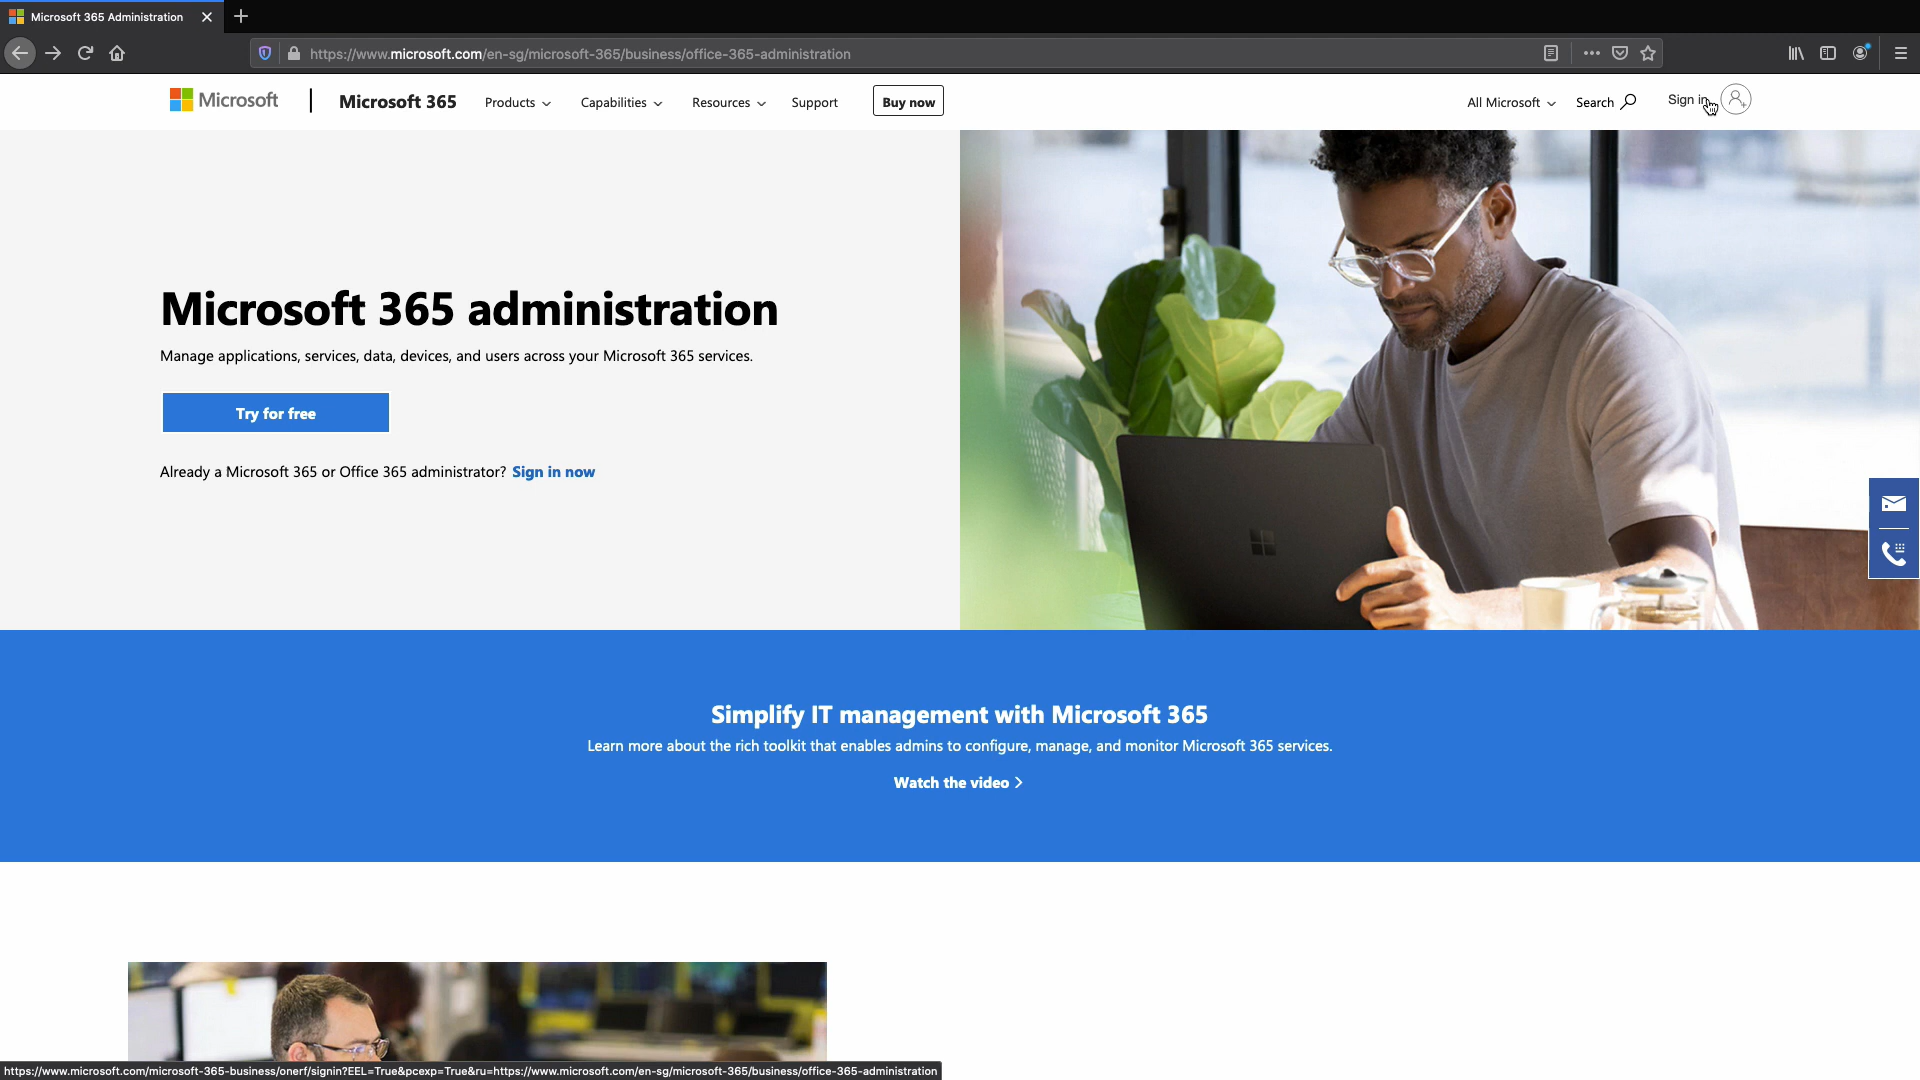 Microsoft 365 Administration
https://www.microsoft.com/en-sg/microsoft-365/business/office-365-administration
Microsoft
Microsoft 365
Products
Capabilities
Resources
Support
Buy now
All Microsoft
Search
Sign in
Microsoft 365 administration
Manage applications, services, data, devices, and users across your Microsoft 365 services.
Try for free
Already a Microsoft 365 or Office 365 administrator? Sign in now
Simplify IT management with Microsoft 365
Learn more about the rich toolkit that enables admins to configure, manage, and monitor Microsoft 365 services.
Watch the video
https://www.microsoft.com/microsoft-365-business/onerf/signin?EEL=True&pcexp=True&ru=https://www.microsoft.com/en-sg/microsoft-365/business/office-365-administration